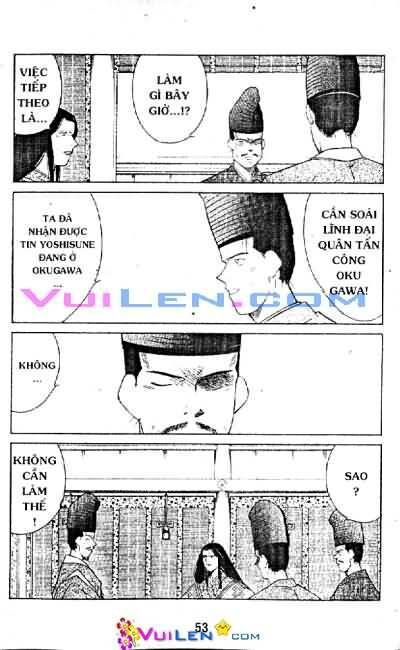 VIỆC
TIẾP
THEO
LÀ...
LÀM
GÌ BÂY
GIỜ...!?
TA ĐÃ
NHẬN ĐƯỢC
TIN YOSHISUNE
ĐANG Ở
OKUGAWA
...
CẦN SOÁI
LĨNH ĐẠI
QUÂN TẤN
CÔNG
OKU
GAWA!
VUILEN.COM
KHÔNG
...
KHÔNG
CẦN
LÀM
THẾ
!
SAO
?
53
VUILEN.COM